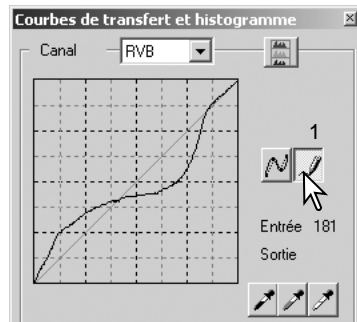 Courbes de transfert et histogramme
Canal RVB
1
Entrée 181
Sortie